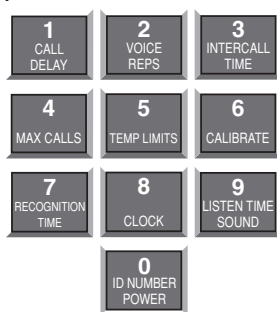 1 2 3
CALL DELAY VOICE REPS INTERCALL TIME
4 5 6
MAX CALLS TEMP LIMITS CALIBRATE
7 8 9
RECOGNITION TIME CLOCK LISTEN TIME SOUND
0
ID NUMBER
POWER